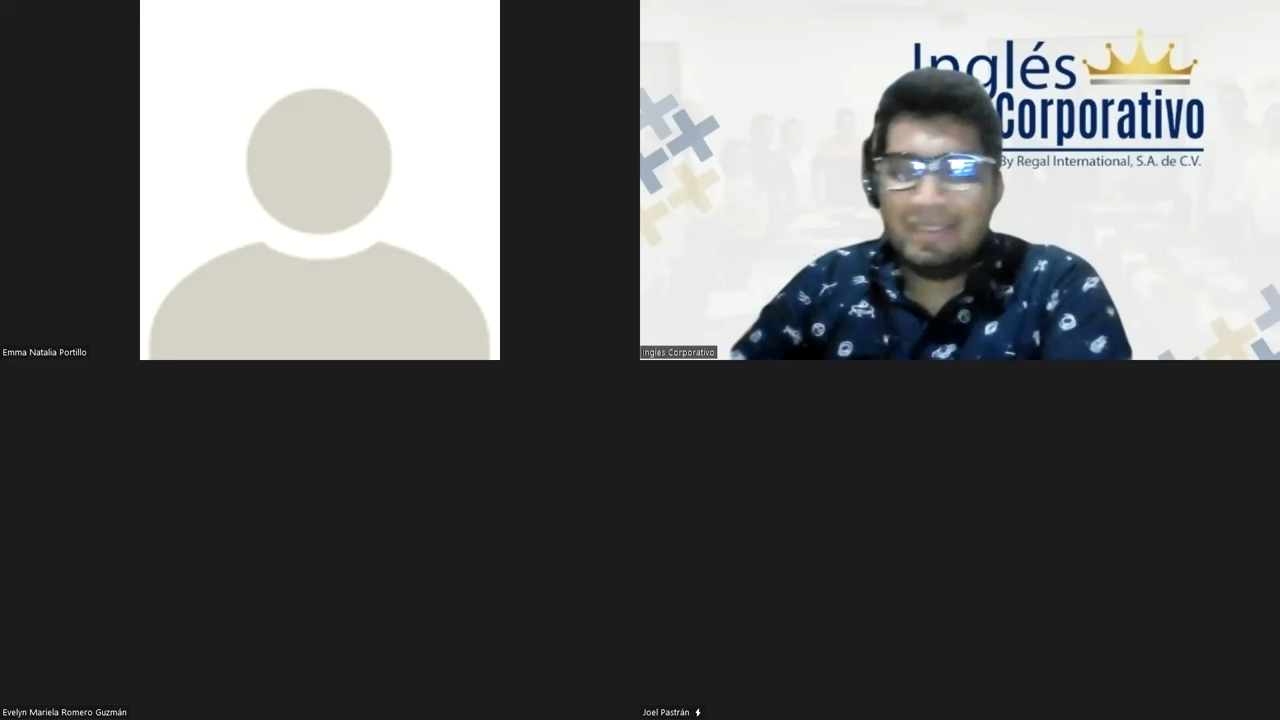 Inglés
Corporativo
By Regal International, S.A. de C.V.
Emma Natalia Portillo
Ingles Corporativo
Evelyn Mariela Romero Guzmán
Joel Pastrán